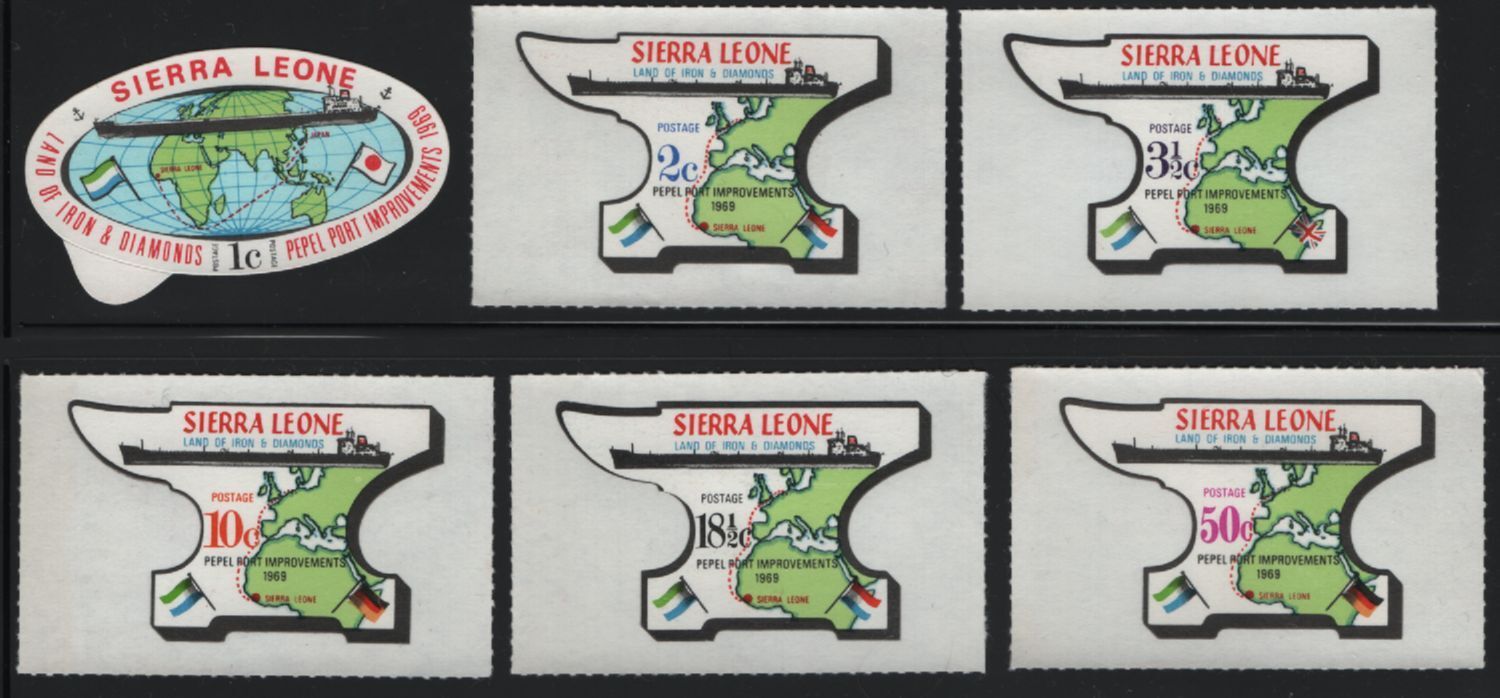 SIERRA LEONE
LAND OF IRON & DIAMONDS
PEPEL PORT IMPROVEMENTS 1969
JAPAN
SIERRA LEONE
POSTAGE
1c
POSTAGE
SIERRA LEONE
LAND OF IRON & DIAMONDS
POSTAGE
2c
PEPEL PORT IMPROVEMENTS
1969
SIERRA LEONE
SIERRA LEONE
LAND OF IRON & DIAMONDS
POSTAGE
3½c
PEPEL PORT IMPROVEMENTS
1969
SIERRA LEONE
SIERRA LEONE
LAND OF IRON & DIAMONDS
POSTAGE
10c
PEPEL PORT IMPROVEMENTS
1969
SIERRA LEONE
SIERRA LEONE
LAND OF IRON & DIAMONDS
POSTAGE
18½c
PEPEL PORT IMPROVEMENTS
1969
SIERRA LEONE
SIERRA LEONE
LAND OF IRON & DIAMONDS
POSTAGE
50c
PEPEL PORT IMPROVEMENTS
1969
SIERRA LEONE